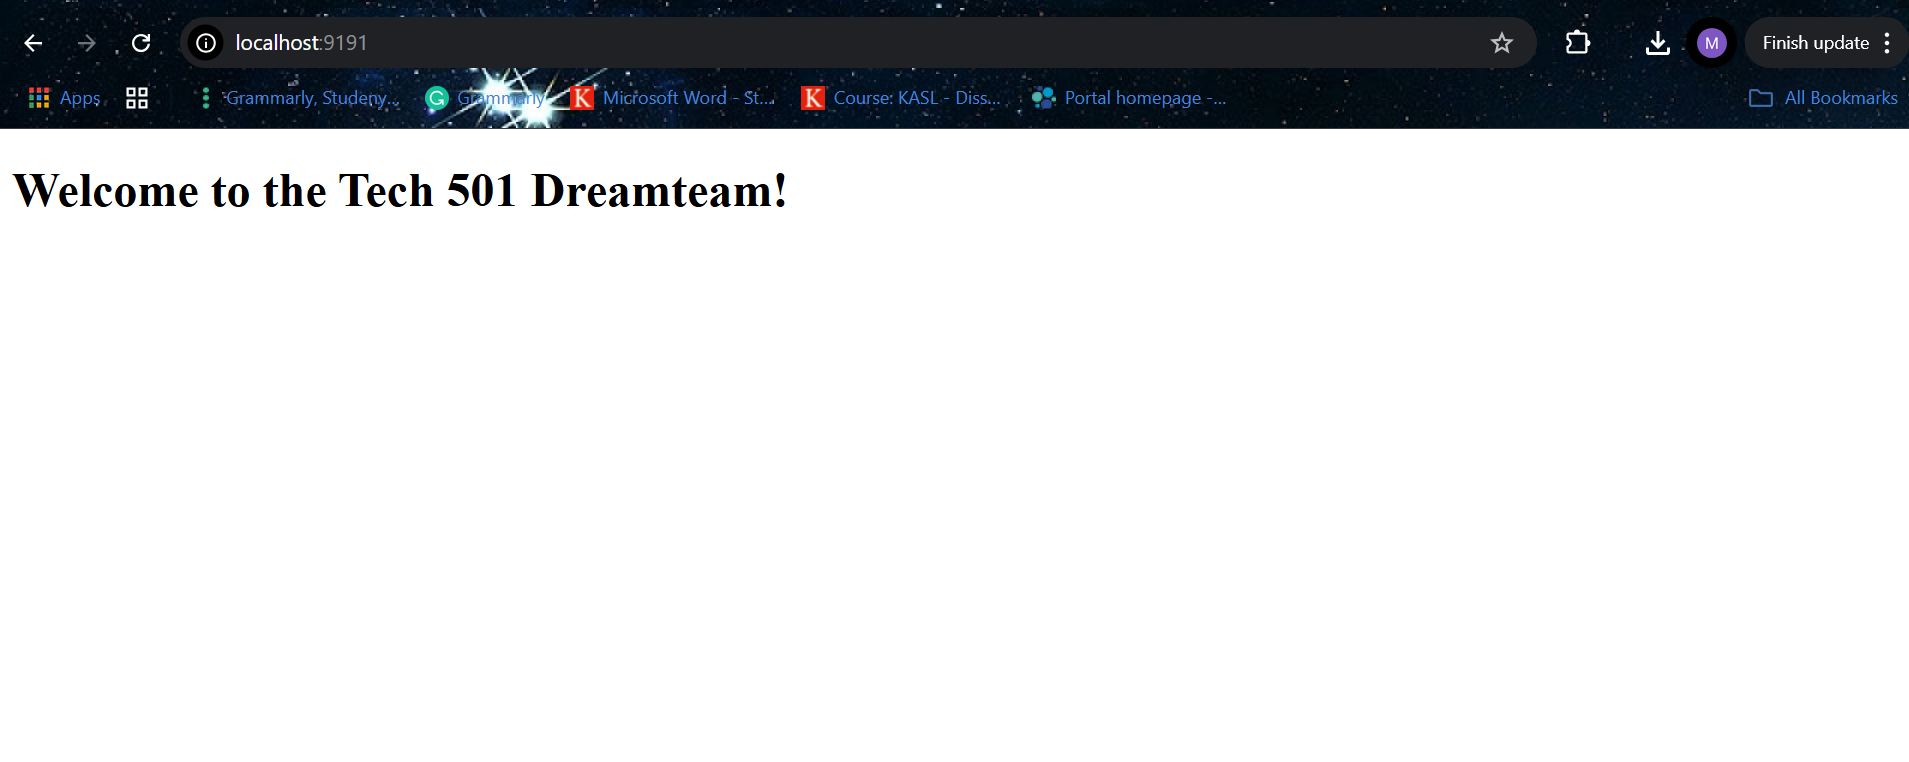 localhost:9191
M
Finish update
Apps
Grammarly, Studeny...
Grammarly
K
Microsoft Word - St...
K
Course: KASL - Diss...
Portal homepage -...
All Bookmarks
Welcome to the Tech 501 Dreamteam!